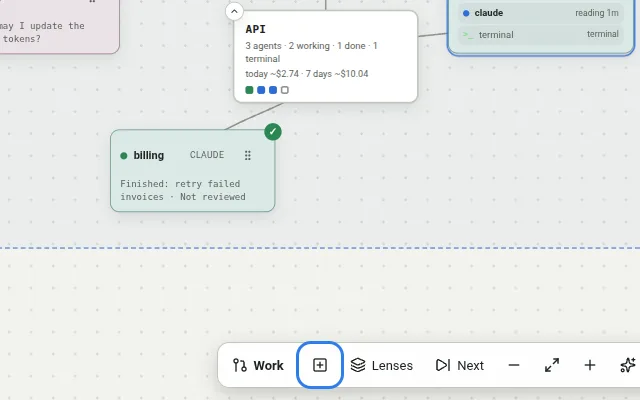 may I update the
tokens?
API
3 agents · 2 working · 1 done · 1
terminal
today ~$2.74 · 7 days ~$10.04
claude
reading 1m
>_ terminal
terminal
billing
CLAUDE
Finished: retry failed
invoices · Not reviewed
Work
Lenses
Next